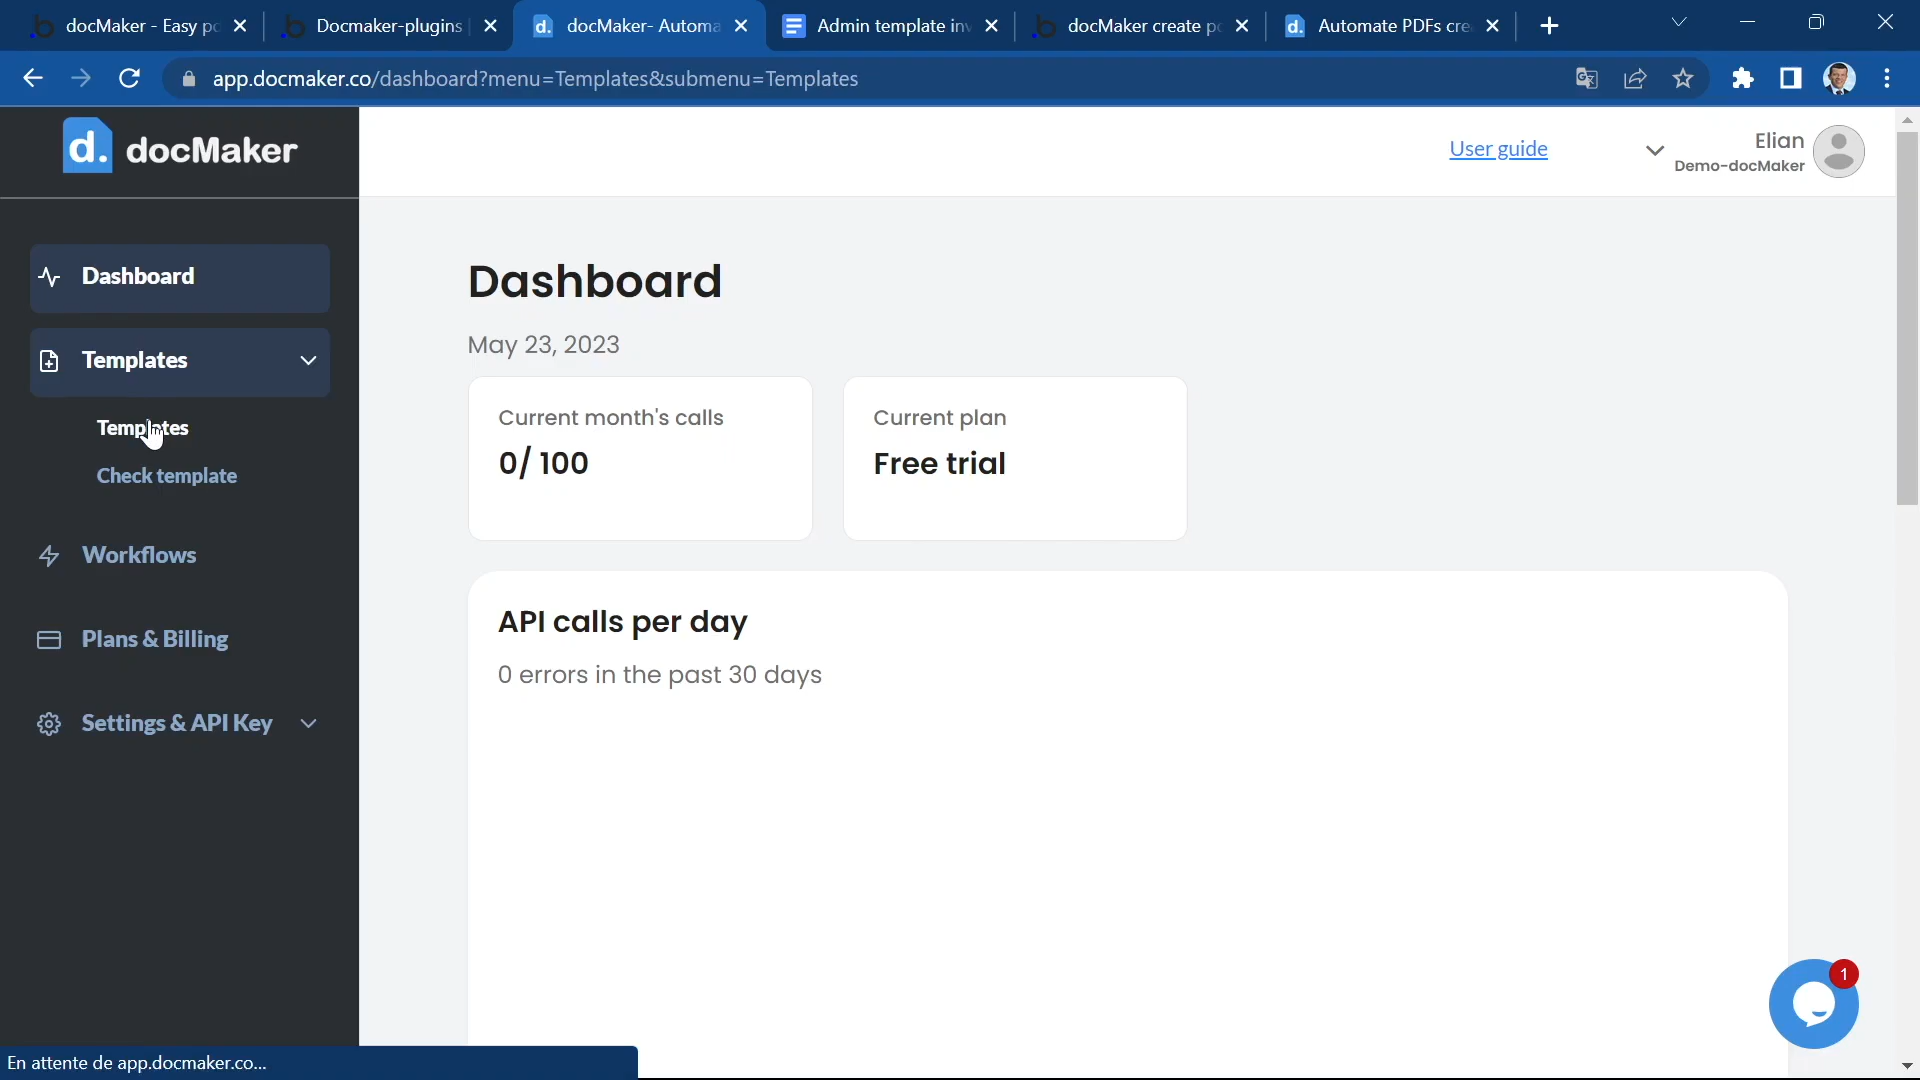 docMaker - Easy po
Docmaker-plugins
docMaker- Automa
Admin template inv
docMaker create po
Automate PDFs cre
app.docmaker.co/dashboard?menu=Templates&submenu=Templates
d. docMaker
User guide
Elian
Demo-docMaker
Dashboard
Templates
Templates
Check template
Workflows
Plans & Billing
Settings & API Key
Dashboard
May 23, 2023
Current month's calls
0/ 100
Current plan
Free trial
API calls per day
0 errors in the past 30 days
1
En attente de app.docmaker.co...